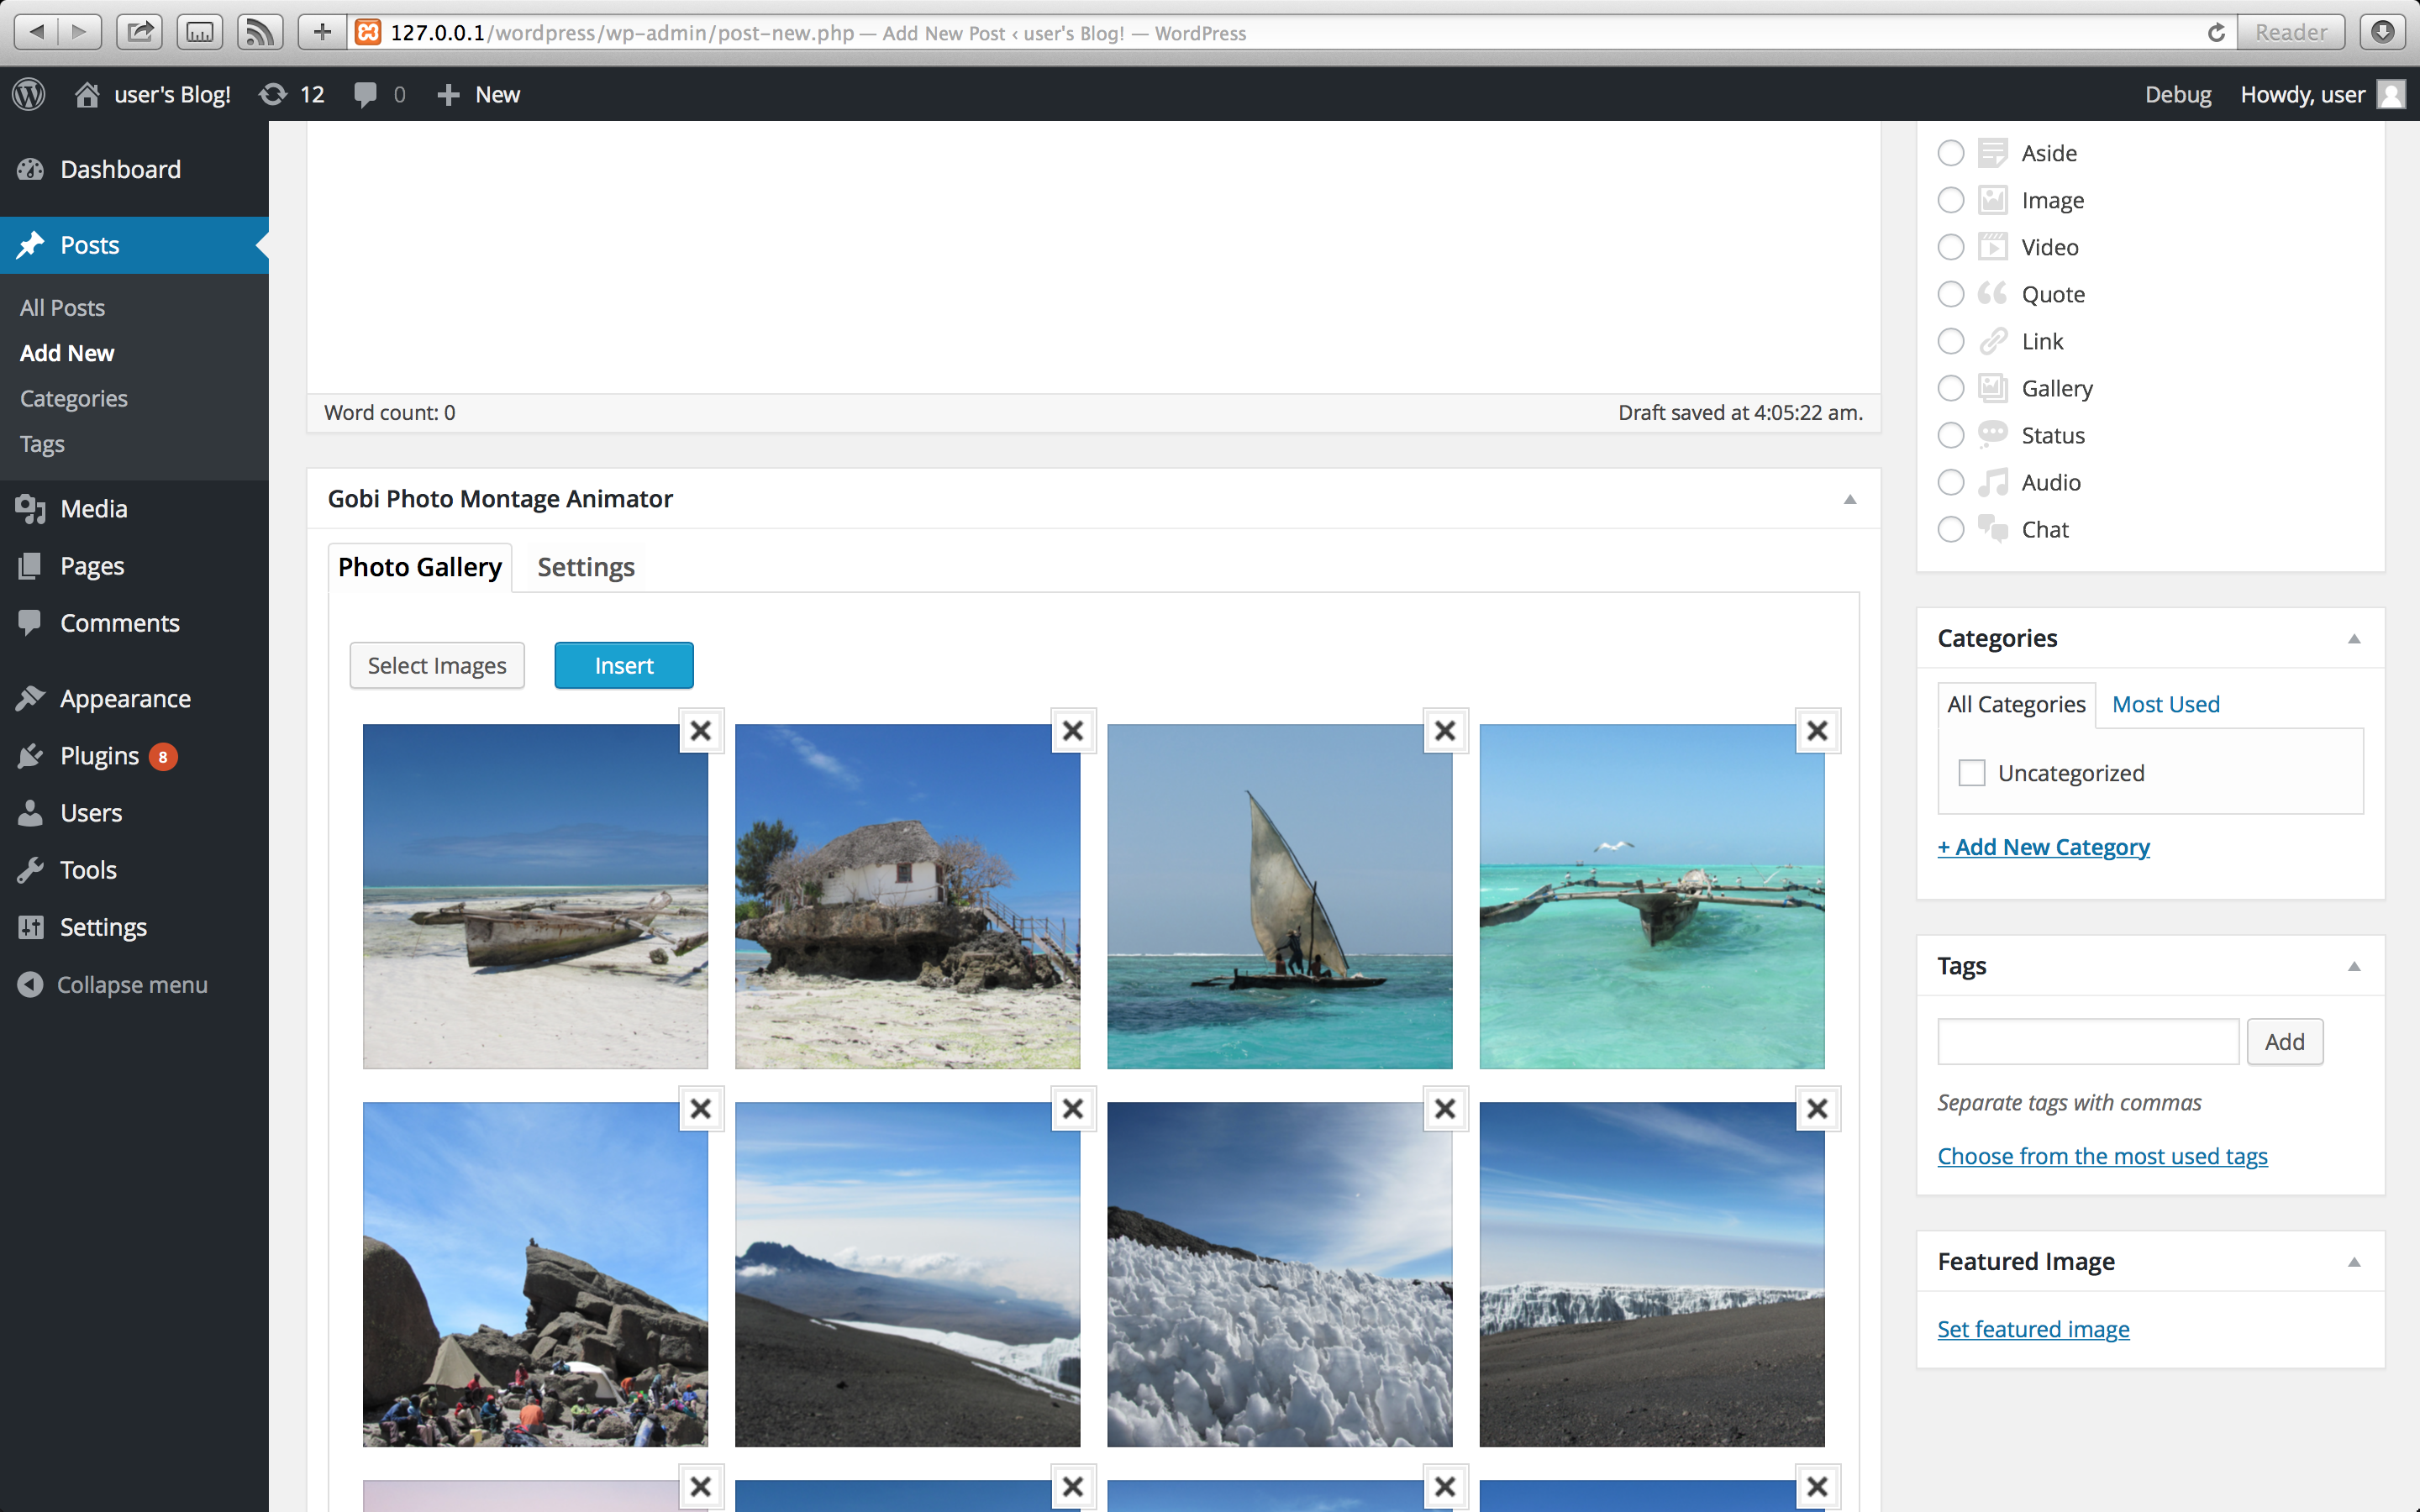 127.0.0.1/wordpress/wp-admin/post-new.php — Add New Post ‹ user's Blog! — WordPress
Reader
user's Blog!
12
0
New
Debug
Howdy, user
Dashboard
Posts
All Posts
Add New
Categories
Tags
Media
Pages
Comments
Appearance
Plugins 8
Users
Tools
Settings
Collapse menu
Word count: 0
Draft saved at 4:05:22 am.
Gobi Photo Montage Animator
Photo Gallery
Settings
Select Images
Insert
Aside
Image
Video
Quote
Link
Gallery
Status
Audio
Chat
Categories
All Categories
Most Used
Uncategorized
+ Add New Category
Tags
Add
Separate tags with commas
Choose from the most used tags
Featured Image
Set featured image